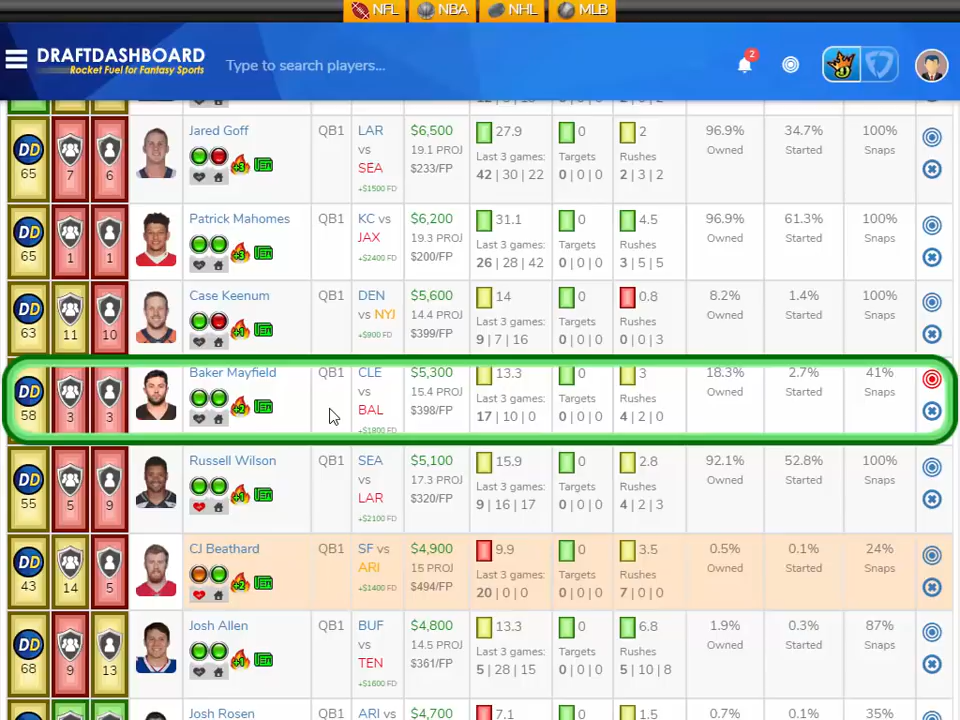 NFL NBA NHL MLB
DRAFTDASHBOARD
Rocket Fuel for Fantasy Sports
Type to search players...
2
Jared Goff QB1 LAR $6,500 27.9 0 2 96.9% 34.7% 100%
DD vs 19.1 PROJ Last 3 games: Targets Rushes Owned Started Snaps
65 7 6 +3 SEA $233/FP 42 | 30 | 22 0 | 0 | 0 2 | 3 | 2
+$1500 FD
Patrick Mahomes QB1 KC vs $6,200 31.1 0 4.5 96.9% 61.3% 100%
DD JAX 19.3 PROJ Last 3 games: Targets Rushes Owned Started Snaps
65 1 1 +3 +$2400 FD $200/FP 26 | 28 | 42 0 | 0 | 0 3 | 5 | 5
Case Keenum QB1 DEN $5,600 14 0 0.8 8.2% 1.4% 100%
DD vs NYJ 14.4 PROJ Last 3 games: Targets Rushes Owned Started Snaps
63 11 10 +1 +$900 FD $399/FP 9 | 7 | 16 0 | 0 | 0 0 | 0 | 3
Baker Mayfield QB1 CLE $5,300 13.3 0 3 18.3% 2.7% 41%
DD vs 15.4 PROJ Last 3 games: Targets Rushes Owned Started Snaps
58 3 3 +2 BAL $398/FP 17 | 10 | 0 0 | 0 | 0 4 | 2 | 0
+$1800 FD
Russell Wilson QB1 SEA $5,100 15.9 0 2.8 92.1% 52.8% 100%
DD vs 17.3 PROJ Last 3 games: Targets Rushes Owned Started Snaps
55 5 9 +1 LAR $320/FP 9 | 16 | 17 0 | 0 | 0 4 | 2 | 3
+$2100 FD
CJ Beathard QB1 SF vs $4,900 9.9 0 3.5 0.5% 0.1% 24%
DD ARI 15 PROJ Last 3 games: Targets Rushes Owned Started Snaps
43 14 5 +2 +$1400 FD $494/FP 20 | 0 | 0 0 | 0 | 0 7 | 0 | 0
Josh Allen QB1 BUF $4,800 13.3 0 6.8 1.9% 0.3% 87%
DD vs 14.5 PROJ Last 3 games: Targets Rushes Owned Started Snaps
68 9 13 +1 TEN $361/FP 5 | 28 | 15 0 | 0 | 0 5 | 10 | 8
+$1600 FD
Josh Rosen QB1 ARI vs $4,700 7.1 0 1.5 0.7% 0.1% 35%